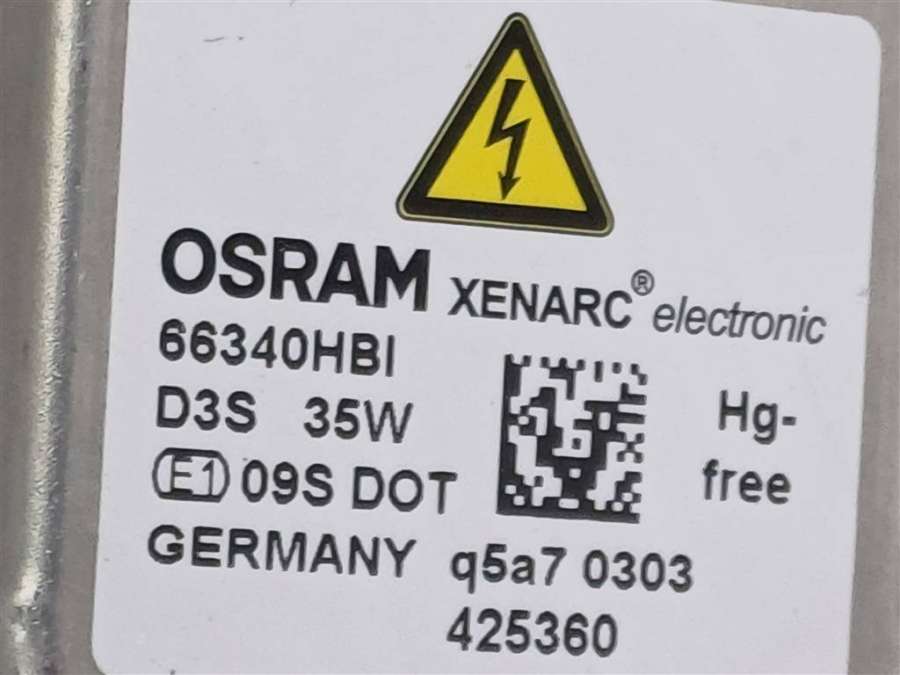 OSRAM XENARC® electronic
66340HBI
D3S 35W
Hg-
free
E1 09S DOT
GERMANY q5a7 0303
425360